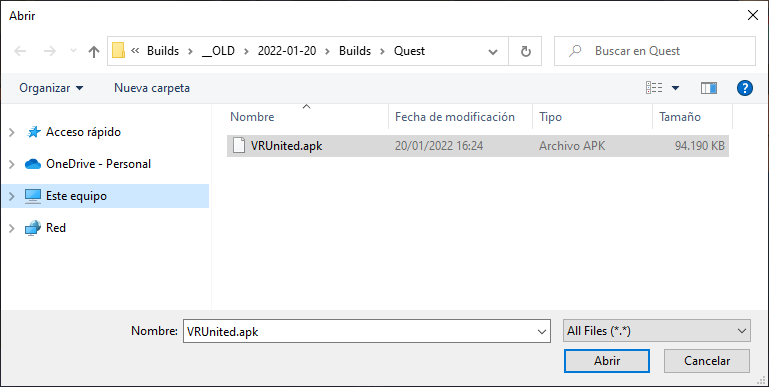 Abrir
« Builds > __OLD > 2022-01-20 > Builds > Quest
Buscar en Quest
Organizar Nueva carpeta
Nombre Fecha de modificación Tipo Tamaño
VRUnited.apk 20/01/2022 16:24 Archivo APK 94.190 KB
Acceso rápido
OneDrive - Personal
Este equipo
Red
Nombre: VRUnited.apk All Files (*.*)
Abrir Cancelar